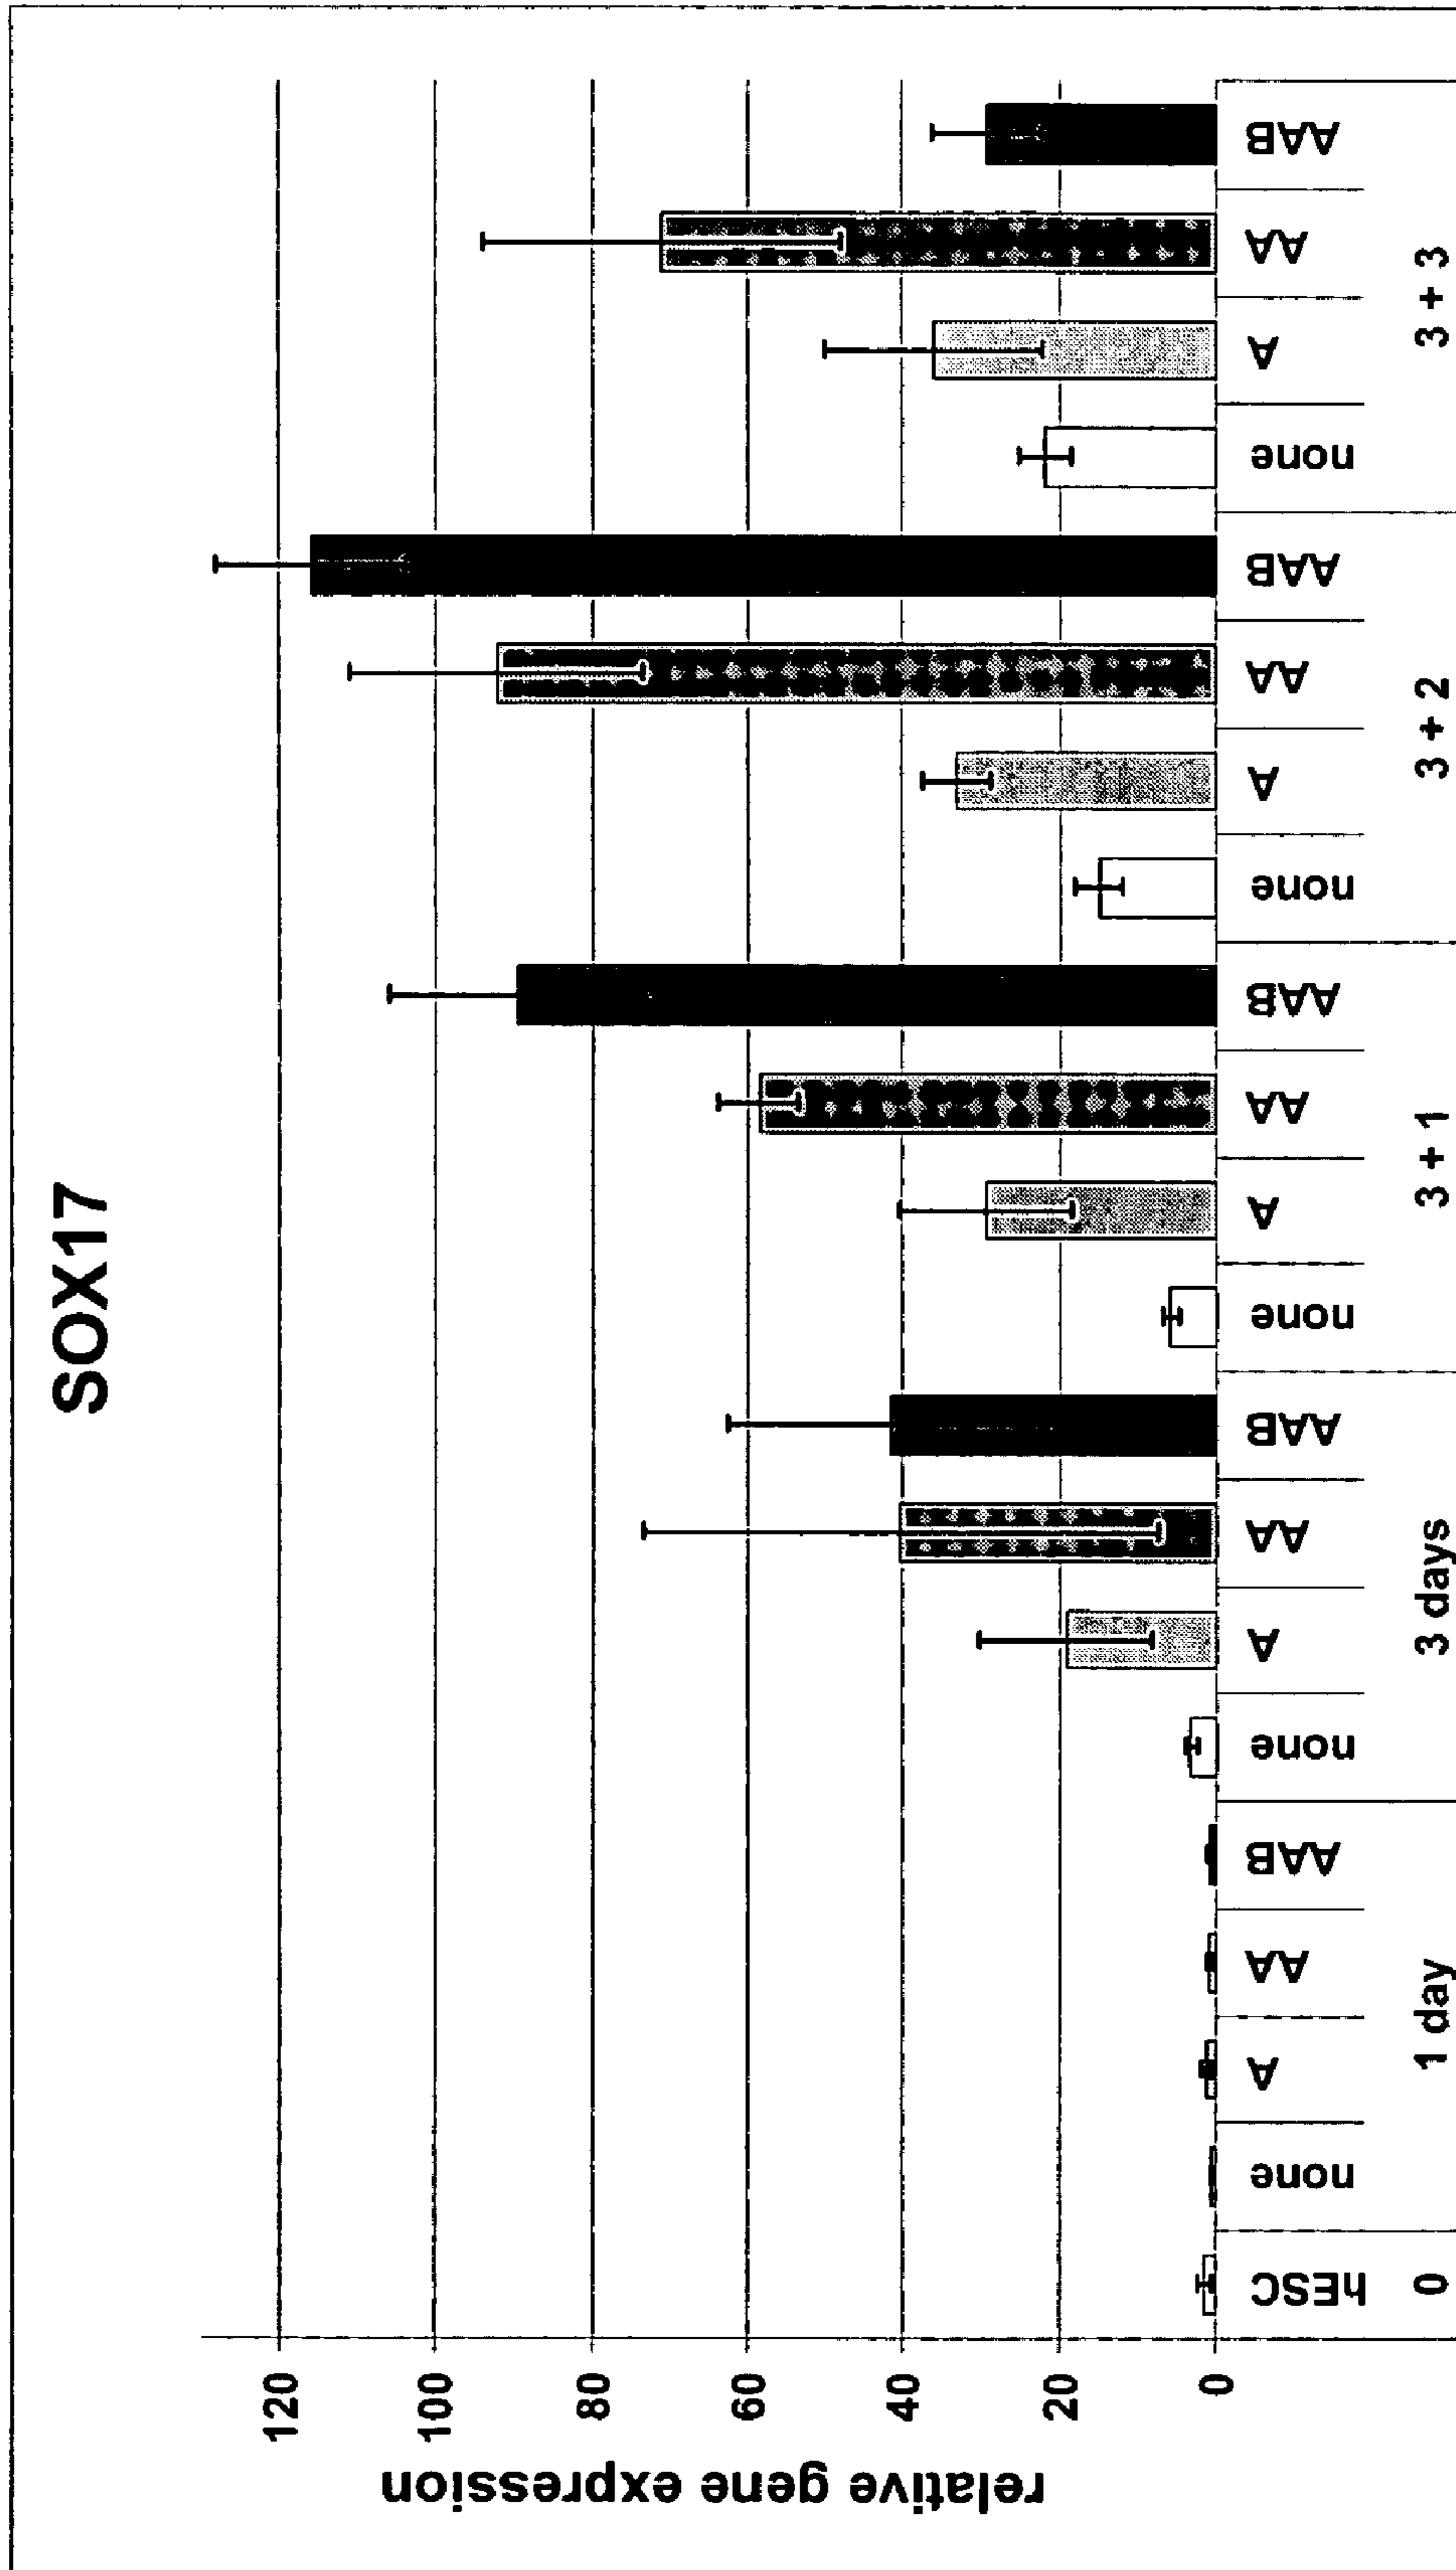 SOX17
relative gene expression
120
100
80
60
40
20
0
hESC none A AA AAB none A AA AAB none A AA AAB none A AA AAB none A AA AAB
0 1 day 3 days 3 + 1 3 + 2 3 + 3